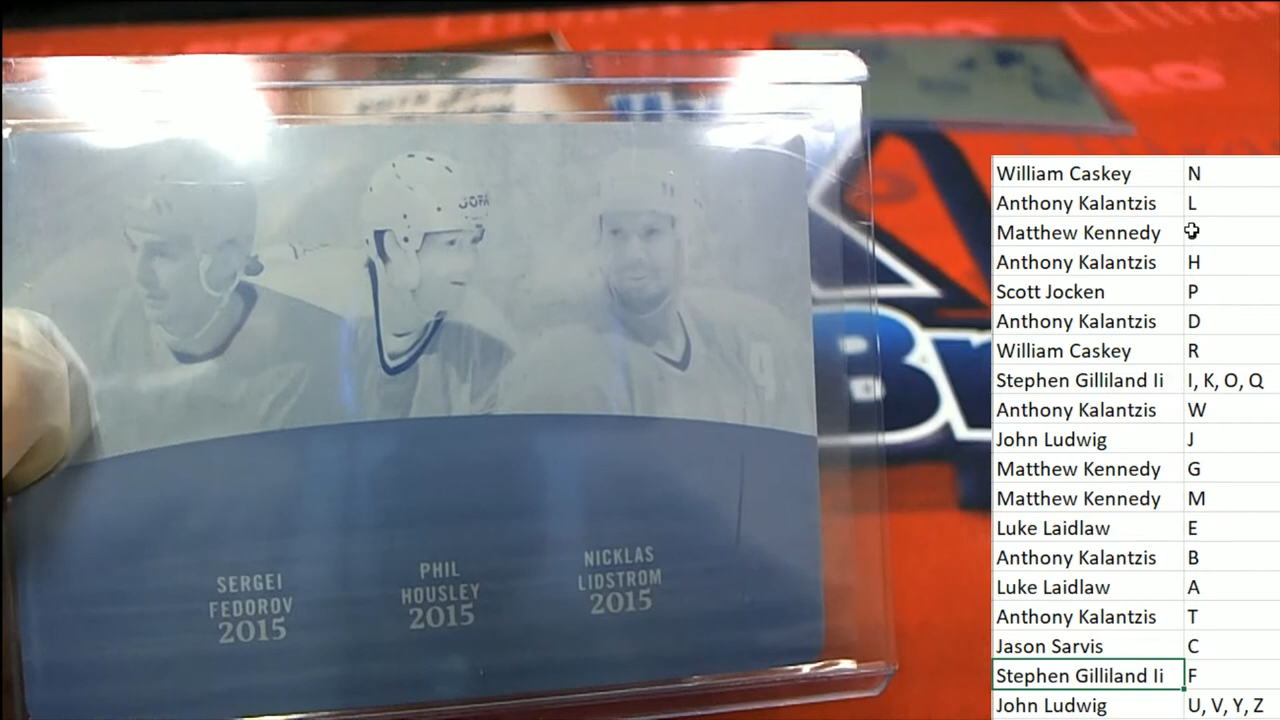 JOFA
SERGEI
FEDOROV
2015
PHIL
HOUSLEY
2015
NICKLAS
LIDSTROM
2015
Br
William Caskey N
Anthony Kalantzis L
Matthew Kennedy
Anthony Kalantzis H
Scott Jocken P
Anthony Kalantzis D
William Caskey R
Stephen Gilliland Ii I, K, O, Q
Anthony Kalantzis W
John Ludwig J
Matthew Kennedy G
Matthew Kennedy M
Luke Laidlaw E
Anthony Kalantzis B
Luke Laidlaw A
Anthony Kalantzis T
Jason Sarvis C
Stephen Gilliland Ii F
John Ludwig U, V, Y, Z